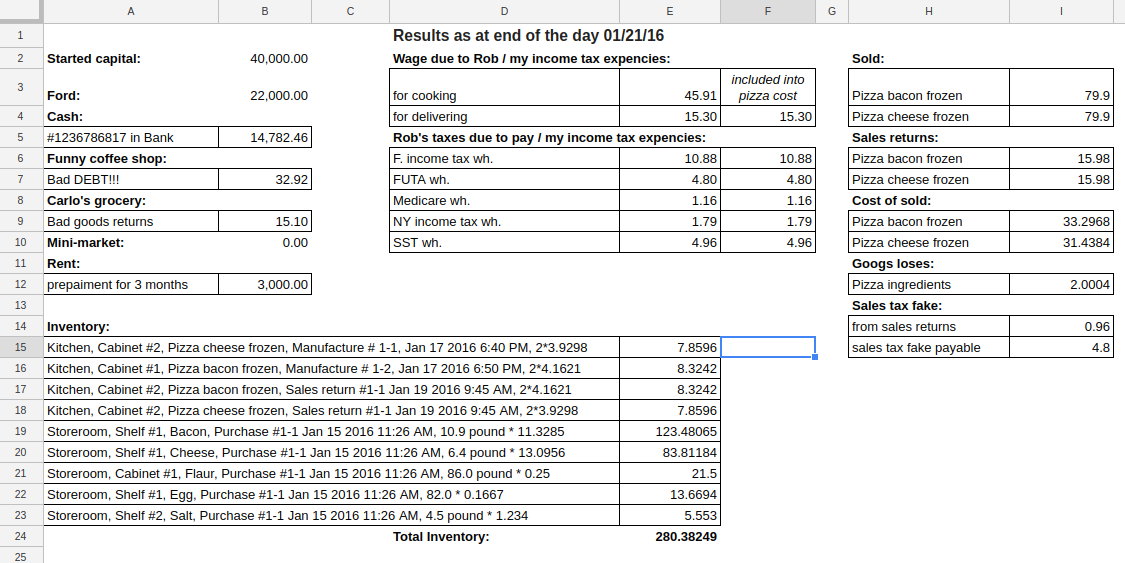 A B C D E F G H I
1 Results as at end of the day 01/21/16
2 Started capital: 40,000.00 Wage due to Rob / my income tax expencies: Sold:
included into
3 Ford: 22,000.00 for cooking 45.91 pizza cost Pizza bacon frozen 79.9
4 Cash: for delivering 15.30 15.30 Pizza cheese frozen 79.9
5 #1236786817 in Bank 14,782.46 Rob's taxes due to pay / my income tax expencies: Sales returns:
6 Funny coffee shop: F. income tax wh. 10.88 10.88 Pizza bacon frozen 15.98
7 Bad DEBT!!! 32.92 FUTA wh. 4.80 4.80 Pizza cheese frozen 15.98
8 Carlo's grocery: Medicare wh. 1.16 1.16 Cost of sold:
9 Bad goods returns 15.10 NY income tax wh. 1.79 1.79 Pizza bacon frozen 33.2968
10 Mini-market: 0.00 SST wh. 4.96 4.96 Pizza cheese frozen 31.4384
11 Rent: Googs loses:
12 prepaiment for 3 months 3,000.00 Pizza ingredients 2.0004
13 Sales tax fake:
14 Inventory: from sales returns 0.96
15 Kitchen, Cabinet #2, Pizza cheese frozen, Manufacture # 1-1, Jan 17 2016 6:40 PM, 2*3.9298 7.8596 sales tax fake payable 4.8
16 Kitchen, Cabinet #1, Pizza bacon frozen, Manufacture # 1-2, Jan 17 2016 6:50 PM, 2*4.1621 8.3242
17 Kitchen, Cabinet #2, Pizza bacon frozen, Sales return #1-1 Jan 19 2016 9:45 AM, 2*4.1621 8.3242
18 Kitchen, Cabinet #2, Pizza cheese frozen, Sales return #1-1 Jan 19 2016 9:45 AM, 2*3.9298 7.8596
19 Storeroom, Shelf #1, Bacon, Purchase #1-1 Jan 15 2016 11:26 AM, 10.9 pound * 11.3285 123.48065
20 Storeroom, Shelf #1, Cheese, Purchase #1-1 Jan 15 2016 11:26 AM, 6.4 pound * 13.0956 83.81184
21 Storeroom, Cabinet #1, Flaur, Purchase #1-1 Jan 15 2016 11:26 AM, 86.0 pound * 0.25 21.5
22 Storeroom, Shelf #1, Egg, Purchase #1-1 Jan 15 2016 11:26 AM, 82.0 * 0.1667 13.6694
23 Storeroom, Shelf #2, Salt, Purchase #1-1 Jan 15 2016 11:26 AM, 4.5 pound * 1.234 5.553
24 Total Inventory: 280.38249
25